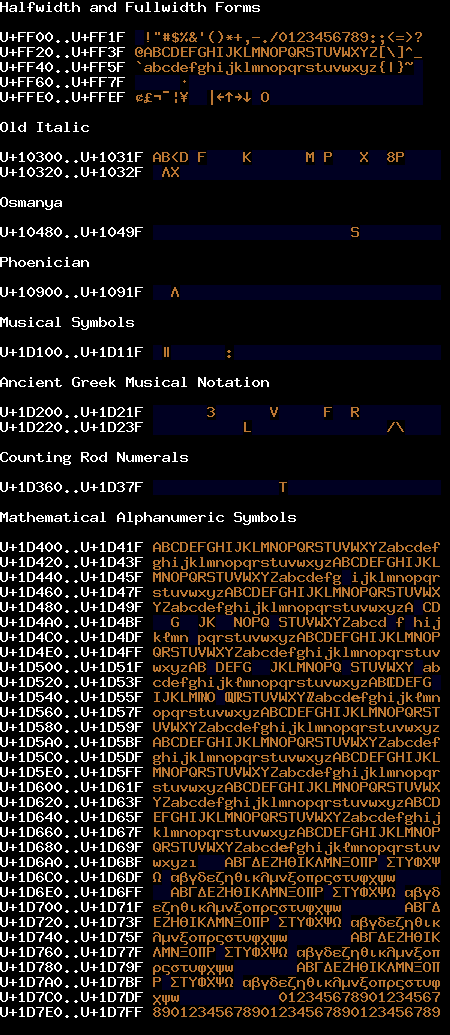 Halfwidth and Fullwidth Forms
U+FF00..U+FF1F  !"#$%&'()*+,-./0123456789:;<=>?
U+FF20..U+FF3F @ABCDEFGHIJKLMNOPQRSTUVWXYZ[\]^_
U+FF40..U+FF5F `abcdefghijklmnopqrstuvwxyz{|}~
U+FF60..U+FF7F ·
U+FFE0..U+FFEF ¢£¬¯¦¥ |←↑→↓ O
Old Italic
U+10300..U+1031F AB<D F    K      M P   X  8P
U+10320..U+1032F ΛX
Osmanya
U+10480..U+1049F S
Phoenician
U+10900..U+1091F Λ
Musical Symbols
U+1D100..U+1D11F ‖      :
Ancient Greek Musical Notation
U+1D200..U+1D21F 3      V     F  R
U+1D220..U+1D23F L               /\
Counting Rod Numerals
U+1D360..U+1D37F T
Mathematical Alphanumeric Symbols
U+1D400..U+1D41F ABCDEFGHIJKLMNOPQRSTUVWXYZabcdef
U+1D420..U+1D43F ghijklmnopqrstuvwxyzABCDEFGHIJKL
U+1D440..U+1D45F MNOPQRSTUVWXYZabcdefg ijklmnopqr
U+1D460..U+1D47F stuvwxyzABCDEFGHIJKLMNOPQRSTUVWX
U+1D480..U+1D49F YZabcdefghijklmnopqrstuvwxyzA CD
U+1D4A0..U+1D4BF   G  JK  NOPQ STUVWXYZabcd f hij
U+1D4C0..U+1D4DF kℓmn pqrstuvwxyzABCDEFGHIJKLMNOP
U+1D4E0..U+1D4FF QRSTUVWXYZabcdefghijklmnopqrstuv
U+1D500..U+1D51F wxyzAB DEFG  JKLMNOPQ STUVWXY ab
U+1D520..U+1D53F cdefghijkℓmnopqrstuvwxyzABℂDEFG
U+1D540..U+1D55F IJKLMℕO ℚℝSTUVWXYℤabcdefghijkℓmn
U+1D560..U+1D57F opqrstuvwxyzABCDEFGHIJKLMNOPQRST
U+1D580..U+1D59F UVWXYZabcdefghijklmnopqrstuvwxyz
U+1D5A0..U+1D5BF ABCDEFGHIJKLMNOPQRSTUVWXYZabcdef
U+1D5C0..U+1D5DF ghijklmnopqrstuvwxyzABCDEFGHIJKL
U+1D5E0..U+1D5FF MNOPQRSTUVWXYZabcdefghijklmnopqr
U+1D600..U+1D61F stuvwxyzABCDEFGHIJKLMNOPQRSTUVWX
U+1D620..U+1D63F YZabcdefghijklmnopqrstuvwxyzABCD
U+1D640..U+1D65F EFGHIJKLMNOPQRSTUVWXYZabcdefghij
U+1D660..U+1D67F klmnopqrstuvwxyzABCDEFGHIJKLMNOP
U+1D680..U+1D69F QRSTUVWXYZabcdefghijkℓmnopqrstuv
U+1D6A0..U+1D6BF wxyzı   ΑΒΓΔΕΖΗΘΙΚΛΜΝΞΟΠΡ ΣΤΥΦΧΨ
U+1D6C0..U+1D6DF Ω αβγδεζηθικλμνξοπρςστυφχψω
U+1D6E0..U+1D6FF   ΑΒΓΔΕΖΗΘΙΚΛΜΝΞΟΠΡ ΣΤΥΦΧΨΩ αβγδ
U+1D700..U+1D71F εζηθικλμνξοπρςστυφχψω       ΑΒΓΔ
U+1D720..U+1D73F ΕΖΗΘΙΚΛΜΝΞΟΠΡ ΣΤΥΦΧΨΩ αβγδεζηθικ
U+1D740..U+1D75F λμνξοπρςστυφχψω       ΑΒΓΔΕΖΗΘΙΚ
U+1D760..U+1D77F ΛΜΝΞΟΠΡ ΣΤΥΦΧΨΩ αβγδεζηθικλμνξοπ
U+1D780..U+1D79F ρςστυφχψω       ΑΒΓΔΕΖΗΘΙΚΛΜΝΞΟΠ
U+1D7A0..U+1D7BF Ρ ΣΤΥΦΧΨΩ αβγδεζηθικλμνξοπρςστυφ
U+1D7C0..U+1D7DF χψω           012345678901234567
U+1D7E0..U+1D7FF 89012345678901234567890123456789